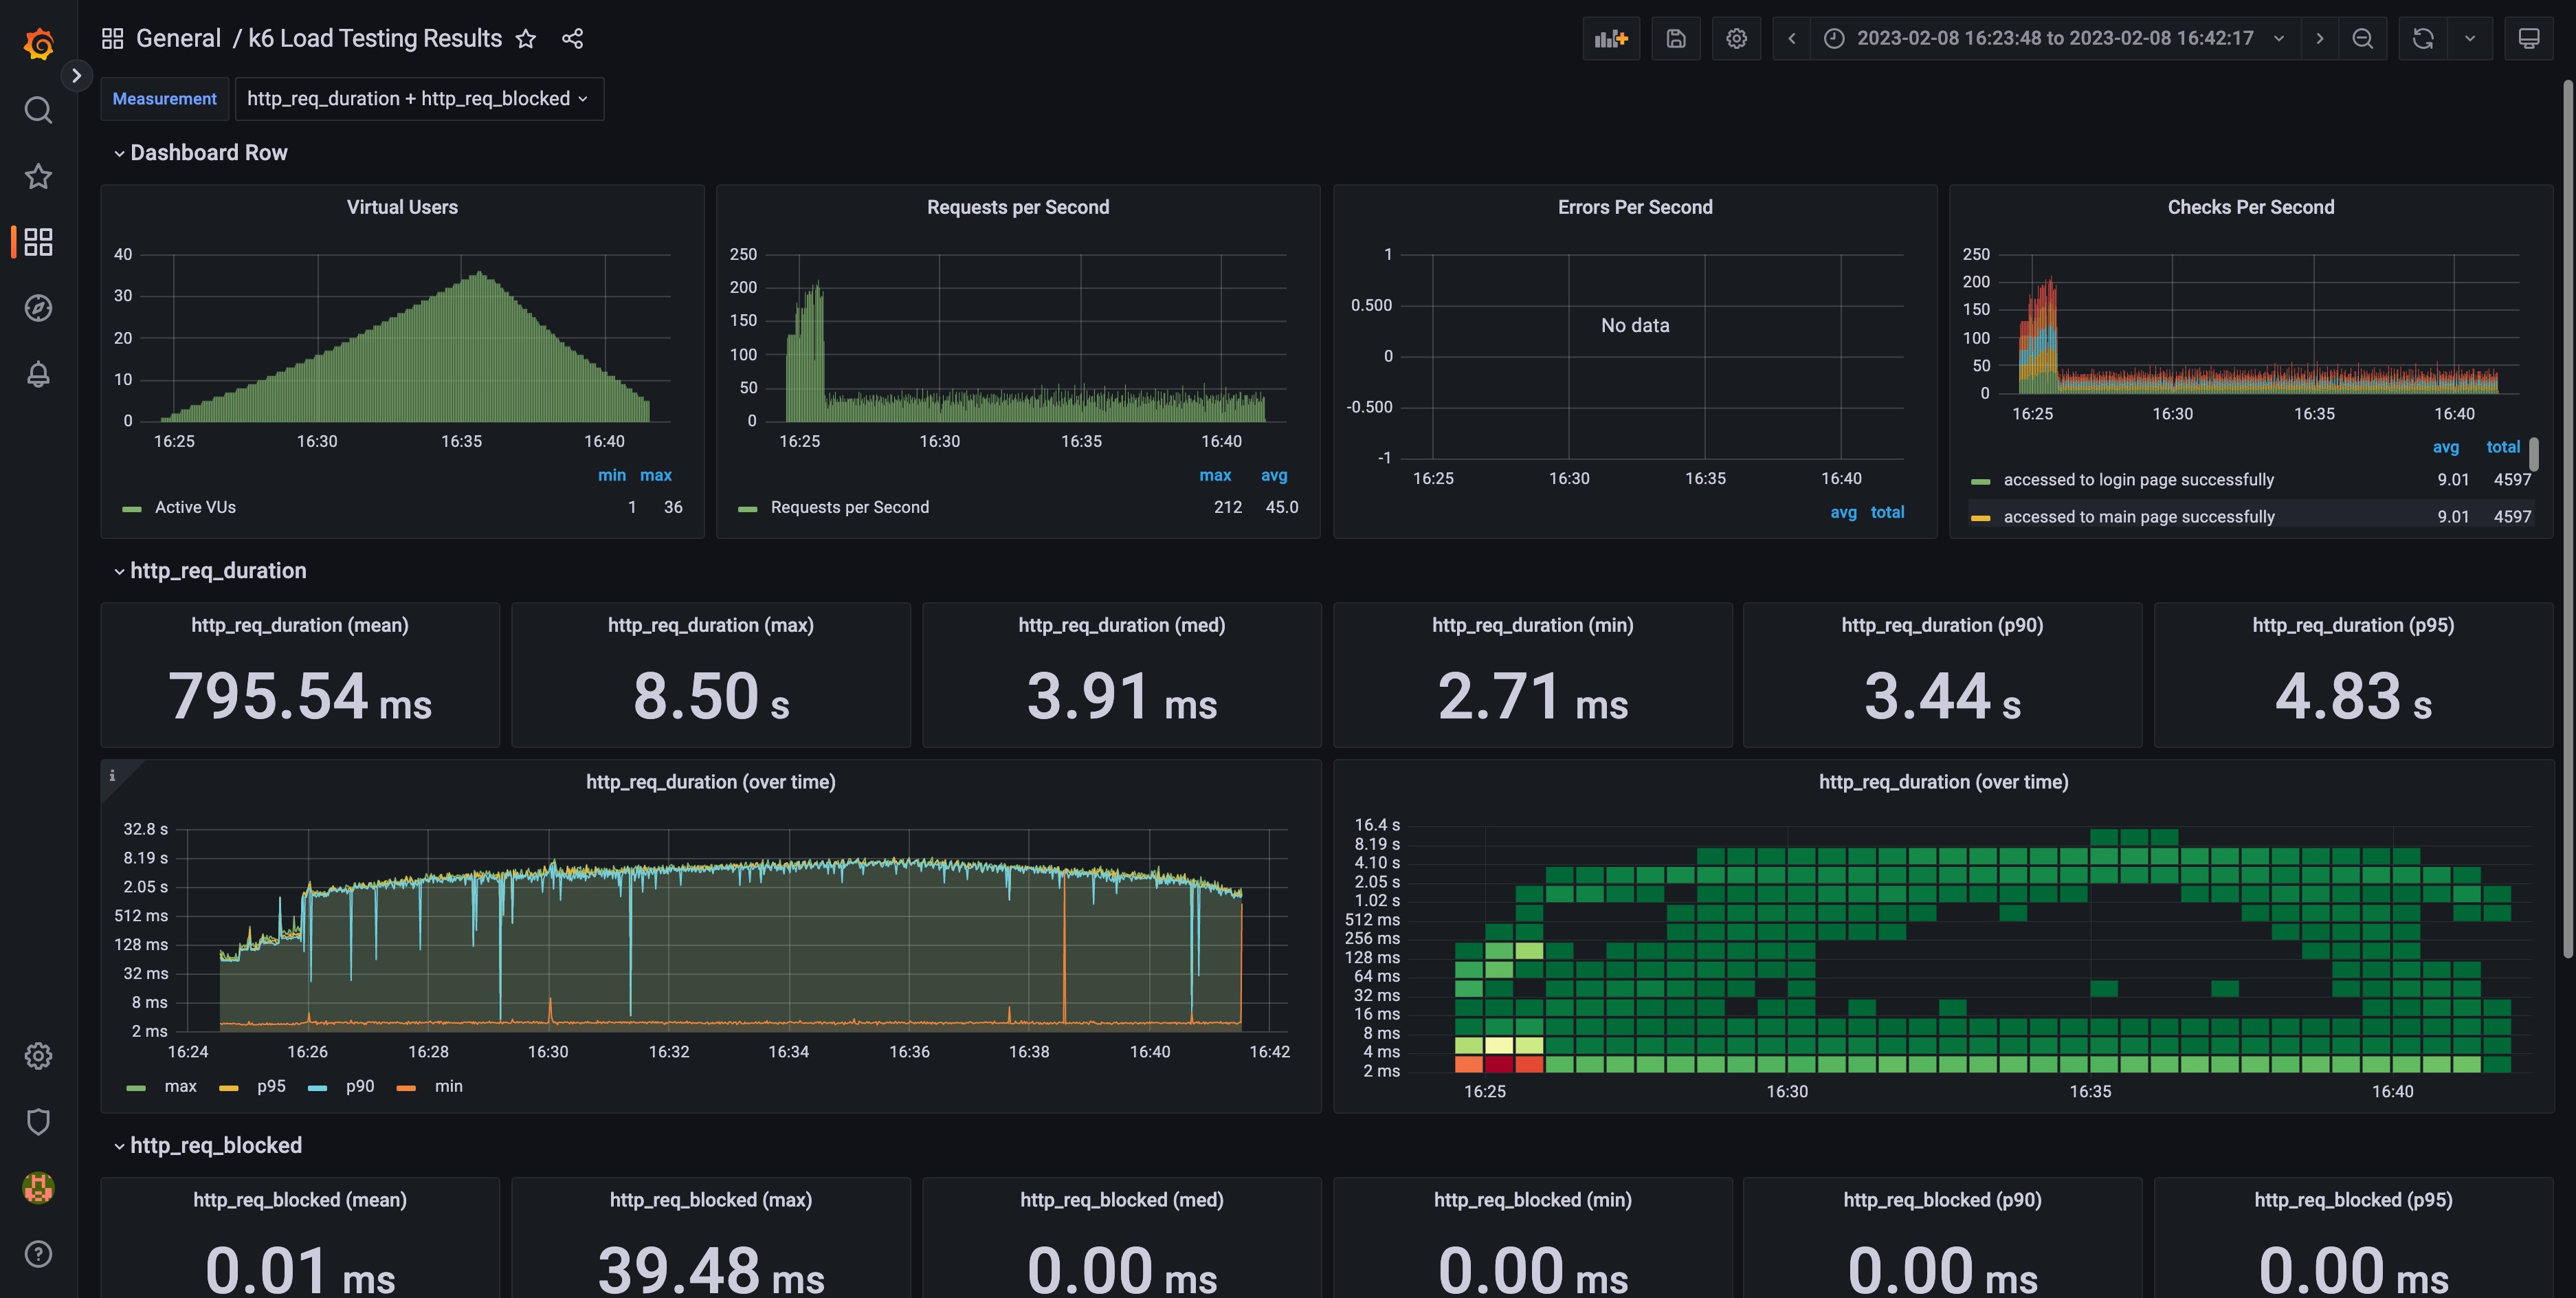 General / k6 Load Testing Results
2023-02-08 16:23:48 to 2023-02-08 16:42:17
Measurement
http_req_duration + http_req_blocked
Dashboard Row
Virtual Users
40
30
20
10
0
16:25 16:30 16:35 16:40
min max
Active VUs 1 36
Requests per Second
250
200
150
100
50
0
16:25 16:30 16:35 16:40
max avg
Requests per Second 212 45.0
Errors Per Second
1
0.500
0
-0.500
-1
No data
16:25 16:30 16:35 16:40
avg total
Checks Per Second
250
200
150
100
50
0
16:25 16:30 16:35 16:40
avg total
accessed to login page successfully 9.01 4597
accessed to main page successfully 9.01 4597
http_req_duration
http_req_duration (mean)
795.54 ms
http_req_duration (max)
8.50 s
http_req_duration (med)
3.91 ms
http_req_duration (min)
2.71 ms
http_req_duration (p90)
3.44 s
http_req_duration (p95)
4.83 s
i
http_req_duration (over time)
32.8 s
8.19 s
2.05 s
512 ms
128 ms
32 ms
8 ms
2 ms
16:24 16:26 16:28 16:30 16:32 16:34 16:36 16:38 16:40 16:42
max p95 p90 min
http_req_duration (over time)
16.4 s
8.19 s
4.10 s
2.05 s
1.02 s
512 ms
256 ms
128 ms
64 ms
32 ms
16 ms
8 ms
4 ms
2 ms
16:25 16:30 16:35 16:40
http_req_blocked
http_req_blocked (mean)
0.01 ms
http_req_blocked (max)
39.48 ms
http_req_blocked (med)
0.00 ms
http_req_blocked (min)
0.00 ms
http_req_blocked (p90)
0.00 ms
http_req_blocked (p95)
0.00 ms